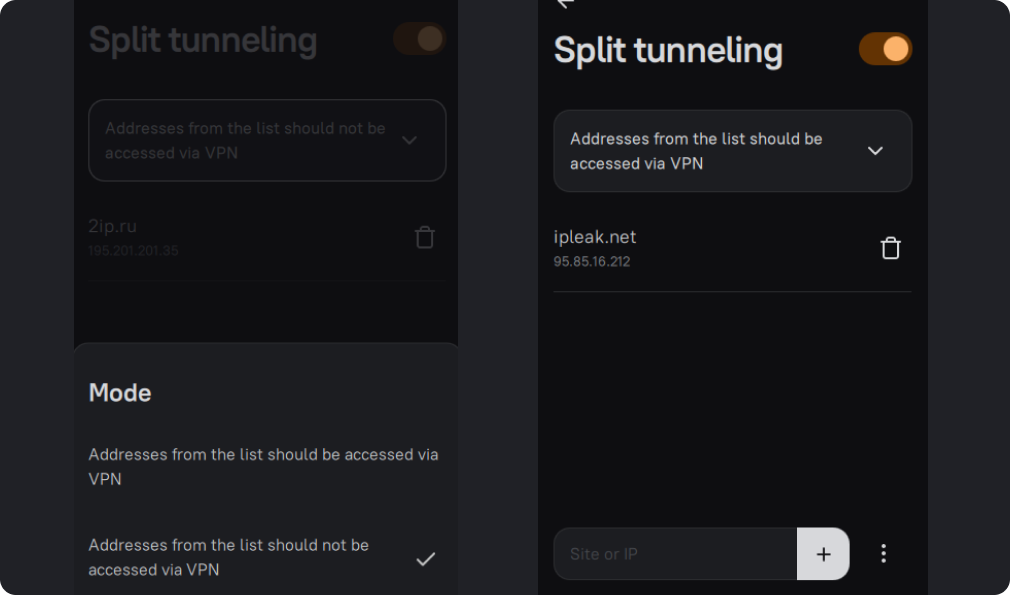 Split tunneling
Addresses from the list should not be
accessed via VPN
2ip.ru
195.201.201.35
Mode
Addresses from the list should be accessed via
VPN
Addresses from the list should not be
accessed via VPN
Split tunneling
Addresses from the list should be
accessed via VPN
ipleak.net
95.85.16.212
Site or IP